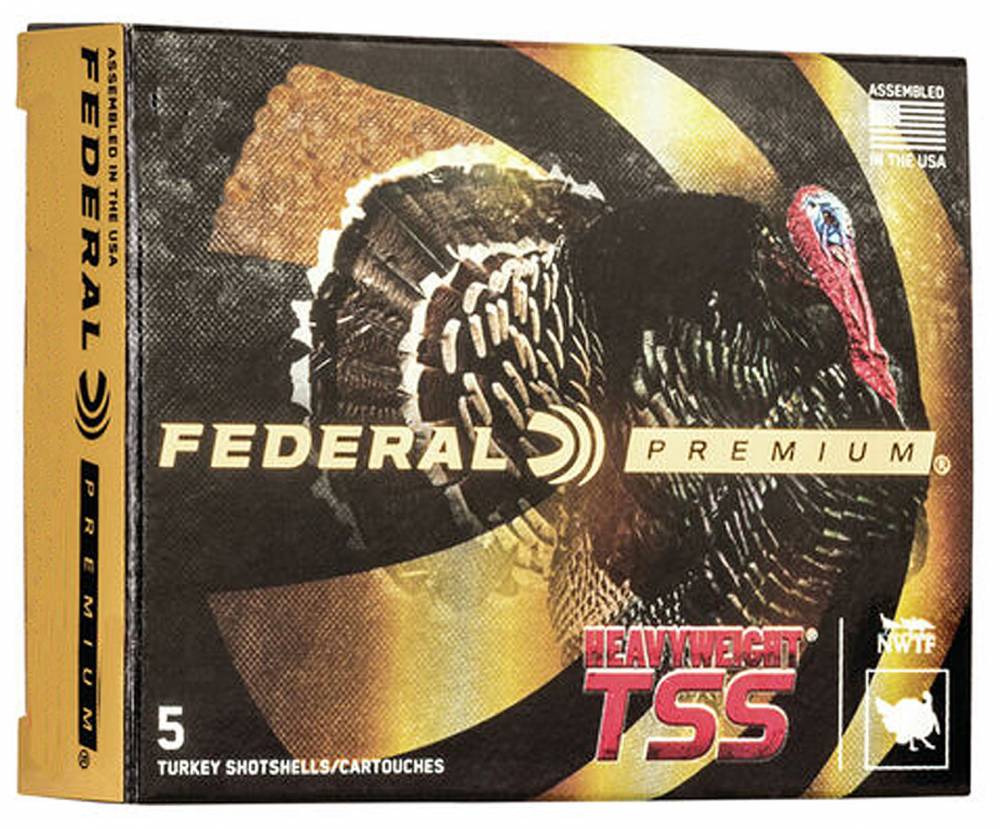 ASSEMBLED IN THE USA
FEDERAL
PREMIUM®
ASSEMBLED
IN THE USA
FEDERAL PREMIUM®
HEAVYWEIGHT®
TSS
NWTF
5
TURKEY SHOTSHELLS/CARTOUCHES